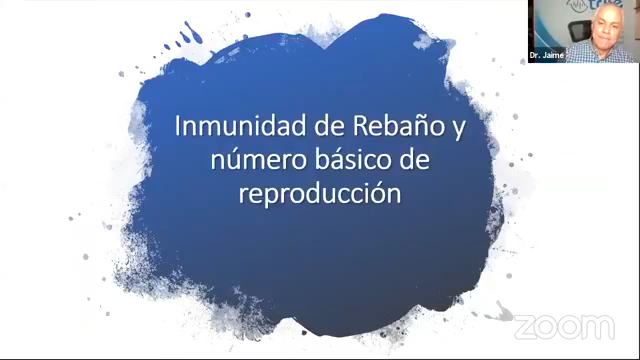 Inmunidad de Rebaño y
número básico de
reproducción
Dr. Jaime
zoom